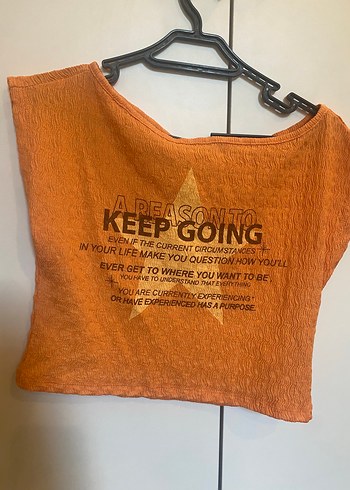 A REASON TO
KEEP GOING
EVEN IF THE CURRENT CIRCUMSTANCES
IN YOUR LIFE MAKE YOU QUESTION HOW YOU'LL
EVER GET TO WHERE YOU WANT TO BE
YOU HAVE TO UNDERSTAND THAT EVERYTHING
YOU ARE CURRENTLY EXPERIENCING
OR HAVE EXPERIENCED HAS A PURPOSE.